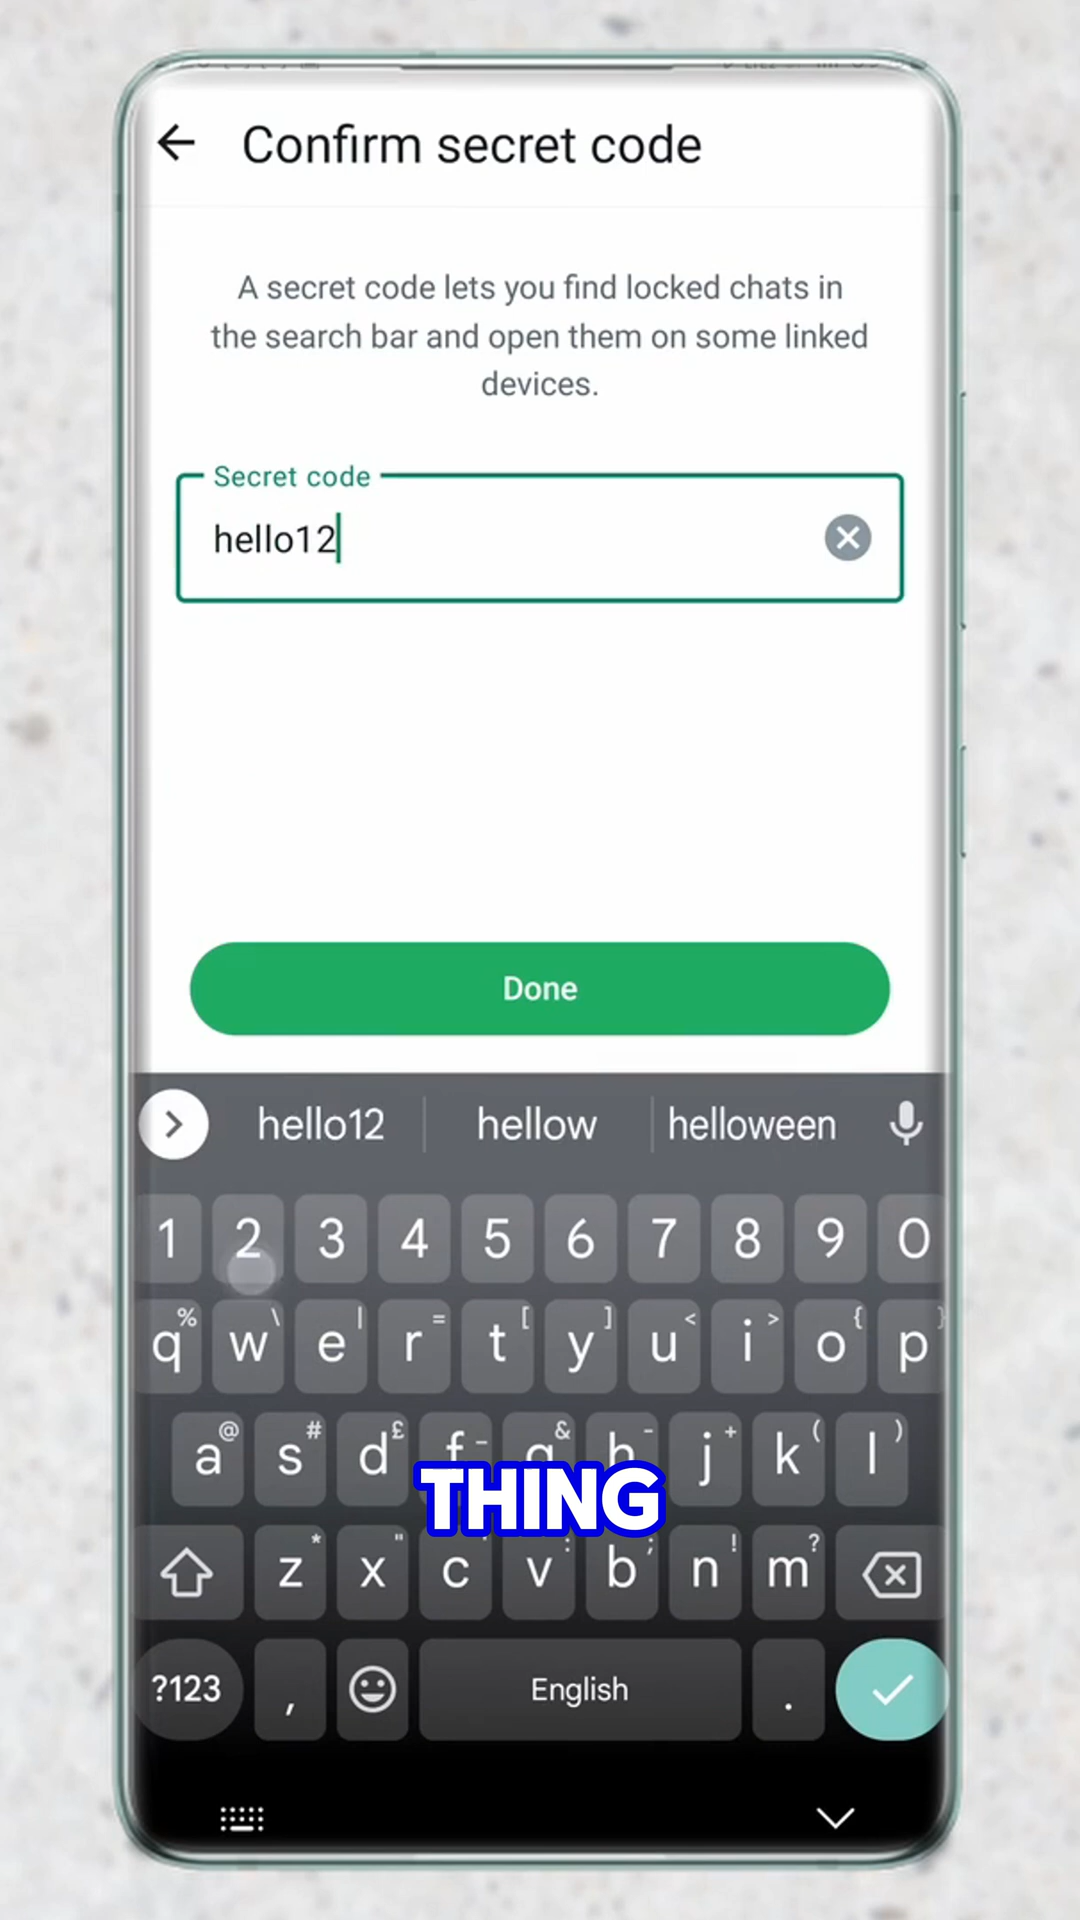 Confirm secret code
A secret code lets you find locked chats in
the search bar and open them on some linked
devices.
Secret code
hello12
Done
hello12 hellow helloween
1 2 3 4 5 6 7 8 9 0
q % w \ e | r = t [ y ] u < i > o { p }
a @ s # d £ f _ g & h - j + k ( l )
THING
z * x " c v : b ; n ! m ?
?123 , English .